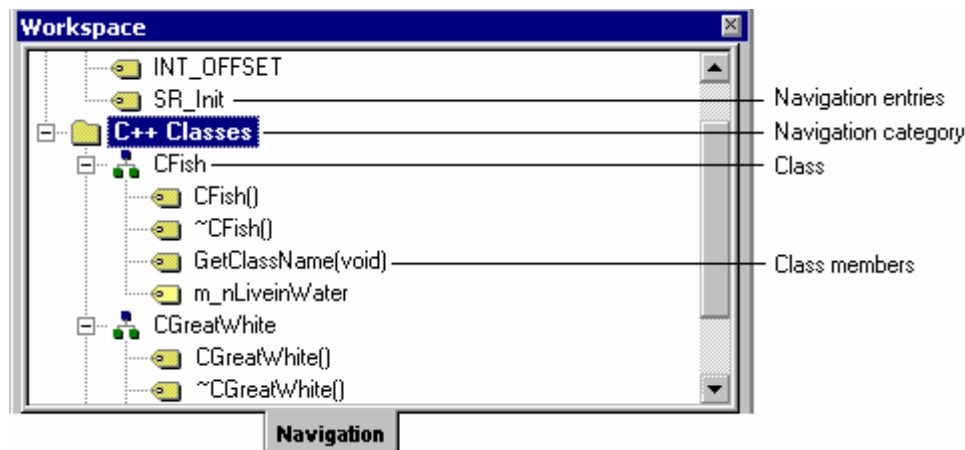 Workspace
INT_OFFSET
SR_Init
Navigation entries
C++ Classes
Navigation category
CFish
Class
CFish()
~CFish()
GetClassName(void)
Class members
m_nLiveinWater
CGreatWhite
CGreatWhite()
~CGreatWhite()
Navigation